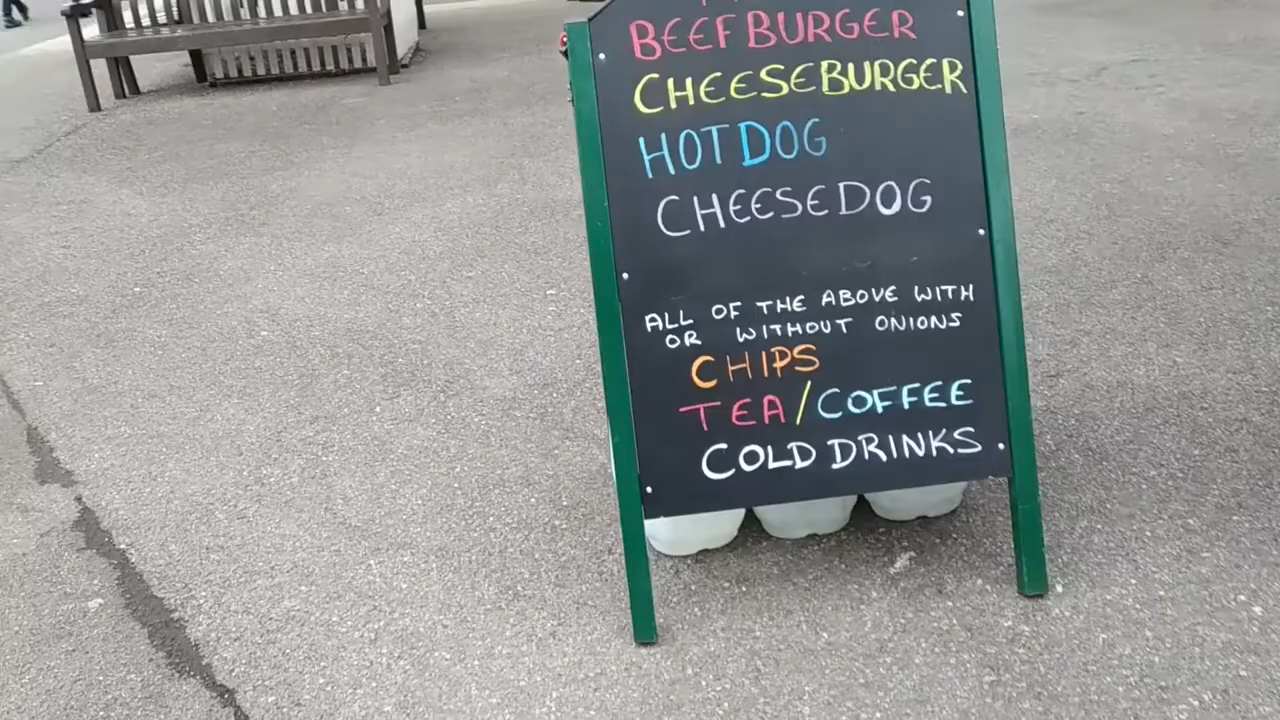 BEEFBURGER
CHEESEBURGER
HOTDOG
CHEESEDOG
ALL OF THE ABOVE WITH
OR WITHOUT ONIONS
CHIPS
TEA/COFFEE
COLD DRINKS.